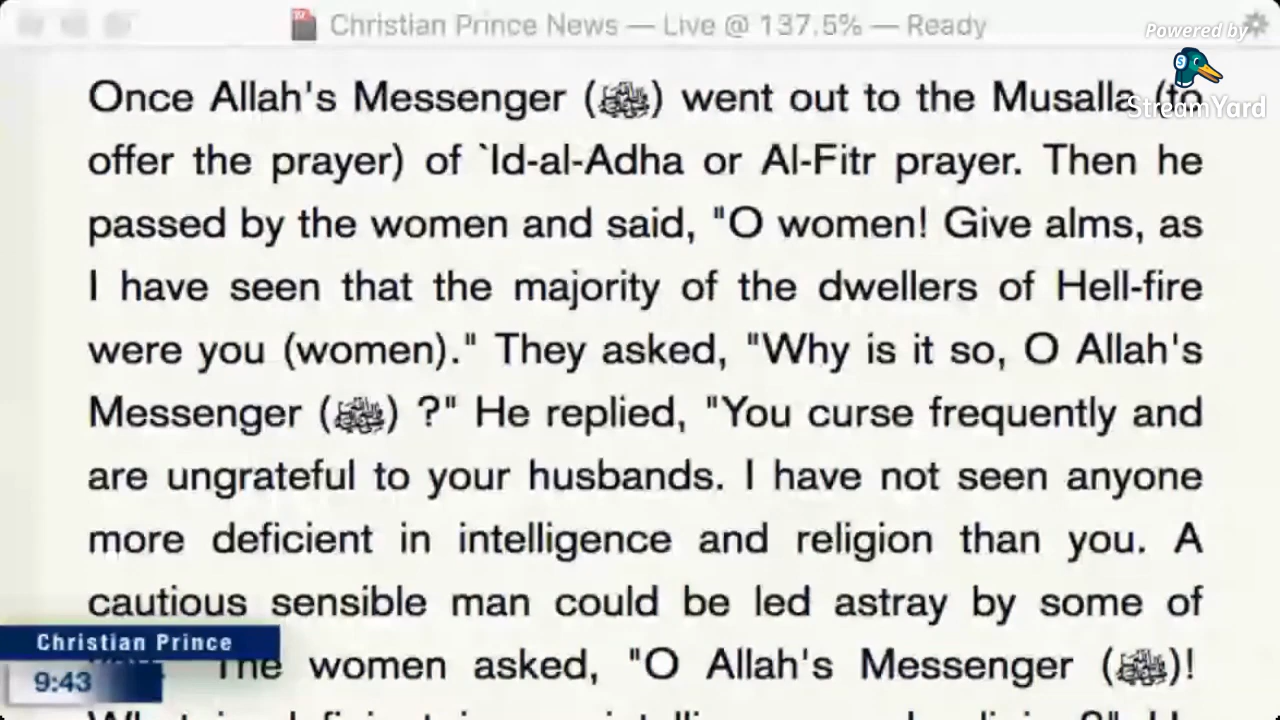 Christian Prince News — Live @ 137.5% — Ready
Powered by
StreamYard
Once Allah's Messenger (ﷺ) went out to the Musalla (to
offer the prayer) of `Id-al-Adha or Al-Fitr prayer. Then he
passed by the women and said, "O women! Give alms, as
I have seen that the majority of the dwellers of Hell-fire
were you (women)." They asked, "Why is it so, O Allah's
Messenger (ﷺ) ?" He replied, "You curse frequently and
are ungrateful to your husbands. I have not seen anyone
more deficient in intelligence and religion than you. A
cautious sensible man could be led astray by some of
The women asked, "O Allah's Messenger (ﷺ)!
Christian Prince
9:43